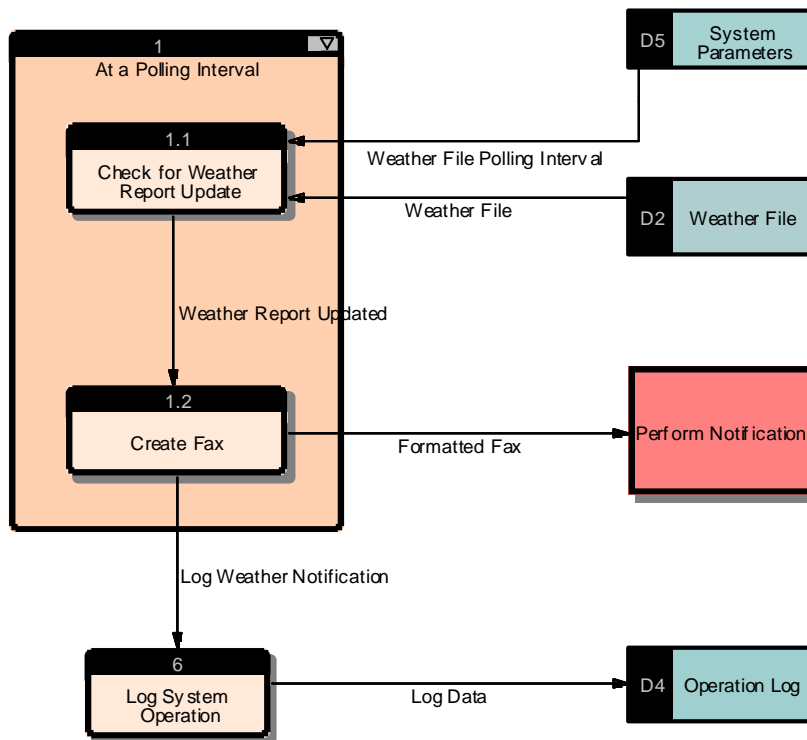 1
At a Polling Interval
D5
System
Parameters
1.1
Check for Weather
Report Update
Weather File Polling Interval
Weather File
D2
Weather File
Weather Report Updated
1.2
Create Fax
Formatted Fax
Perform Notification
Log Weather Notification
6
Log System
Operation
Log Data
D4
Operation Log